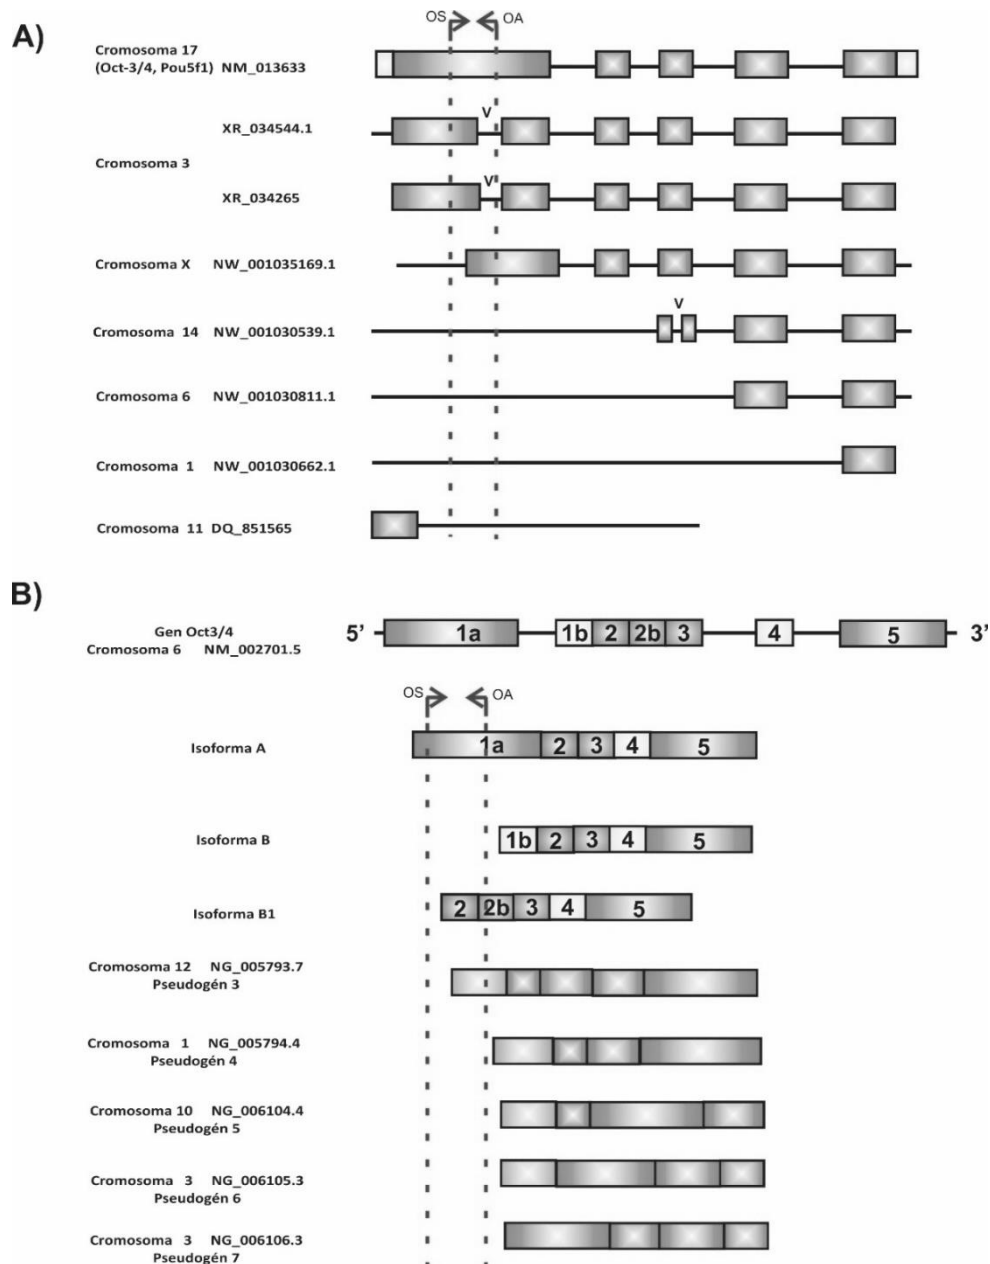 A)
OS OA
Cromosoma 17
(Oct-3/4, Pou5f1) NM_013633
V
XR_034544.1
Cromosoma 3
V
XR_034265
Cromosoma X NW_001035169.1
V
Cromosoma 14 NW_001030539.1
Cromosoma 6 NW_001030811.1
Cromosoma 1 NW_001030662.1
Cromosoma 11 DQ_851565
B)
Gen Oct3/4
Cromosoma 6 NM_002701.5
5’ 1a 1b 2 2b 3 4 5 3’
OS OA
Isoforma A 1a 2 3 4 5
Isoforma B 1b 2 3 4 5
Isoforma B1 2 2b 3 4 5
Cromosoma 12 NG_005793.7
Pseudogén 3
Cromosoma 1 NG_005794.4
Pseudogén 4
Cromosoma 10 NG_006104.4
Pseudogén 5
Cromosoma 3 NG_006105.3
Pseudogén 6
Cromosoma 3 NG_006106.3
Pseudogén 7